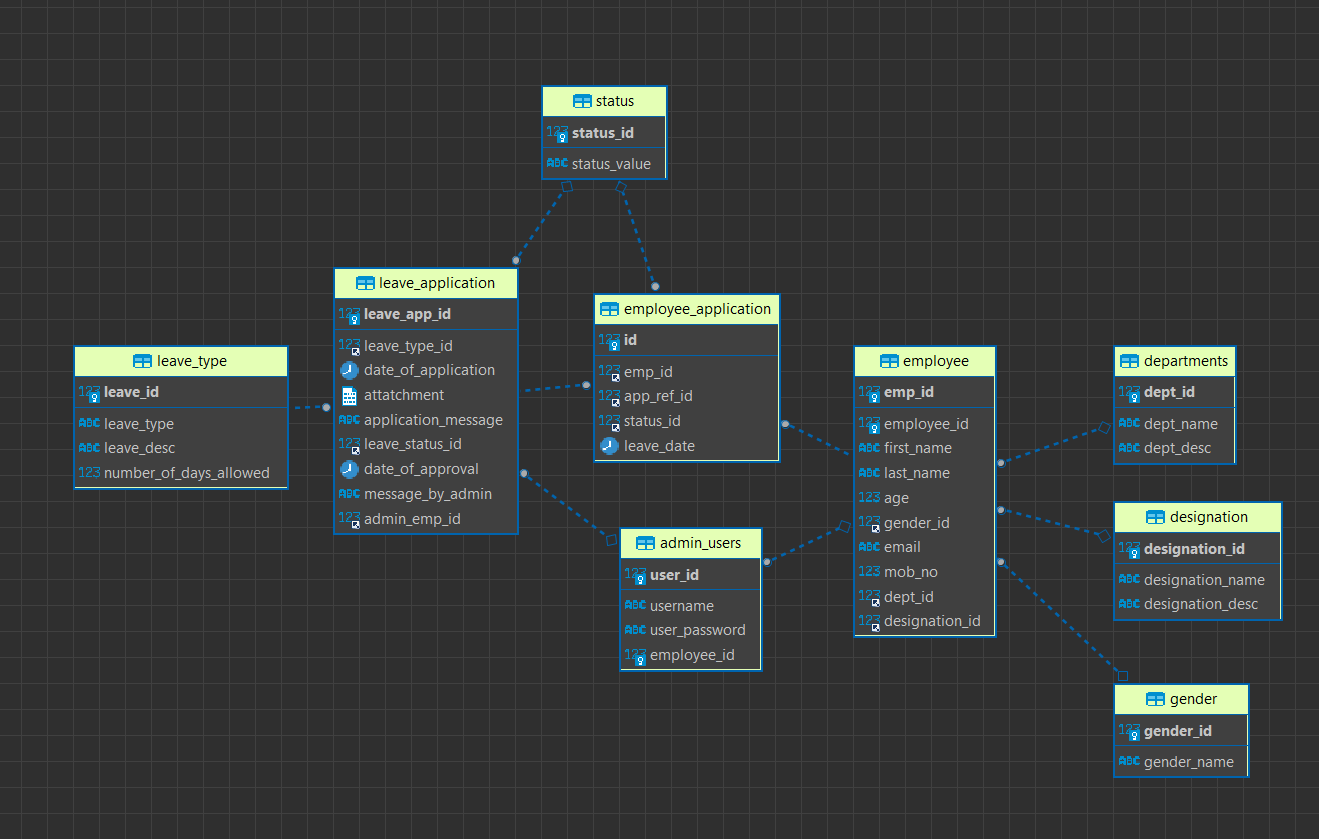 status
123 status_id
ABC status_value
leave_application
123 leave_app_id
123 leave_type_id
date_of_application
attatchment
ABC application_message
123 leave_status_id
date_of_approval
ABC message_by_admin
123 admin_emp_id
employee_application
123 id
123 emp_id
123 app_ref_id
123 status_id
leave_date
leave_type
123 leave_id
ABC leave_type
ABC leave_desc
123 number_of_days_allowed
employee
123 emp_id
123 employee_id
ABC first_name
ABC last_name
123 age
123 gender_id
ABC email
123 mob_no
123 dept_id
123 designation_id
departments
123 dept_id
ABC dept_name
ABC dept_desc
admin_users
123 user_id
ABC username
ABC user_password
123 employee_id
designation
123 designation_id
ABC designation_name
ABC designation_desc
gender
123 gender_id
ABC gender_name